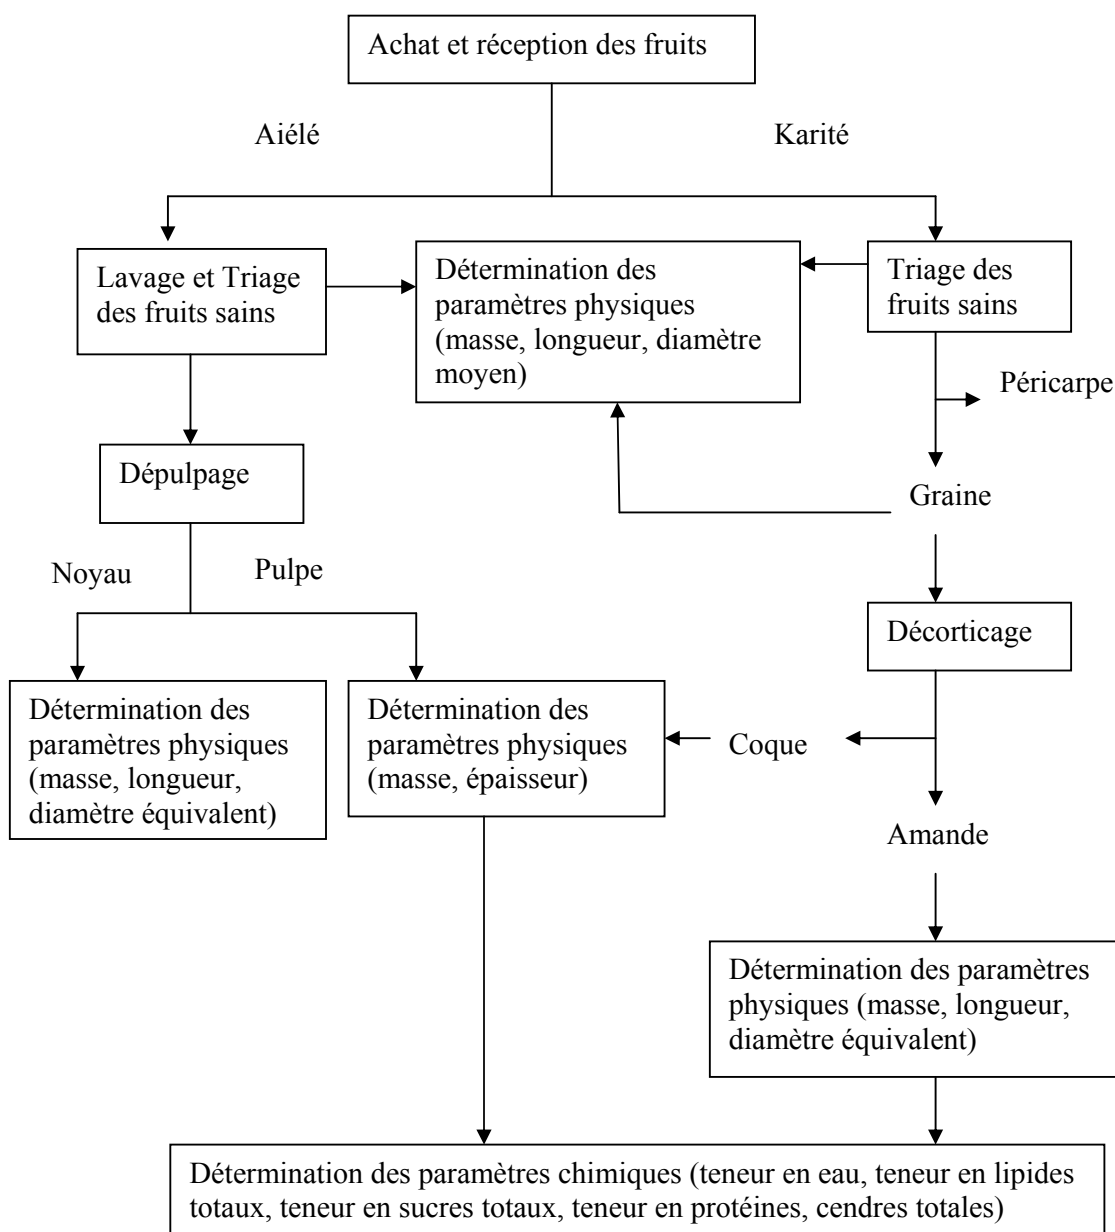 Achat et réception des fruits
Aiélé
Karité
Lavage et Triage
des fruits sains
Détermination des
paramètres physiques
(masse, longueur, diamètre
moyen)
Triage des
fruits sains
Péricarpe
Dépulpage
Graine
Noyau
Pulpe
Décorticage
Détermination des
paramètres physiques
(masse, longueur,
diamètre équivalent)
Détermination des
paramètres physiques
(masse, épaisseur)
Coque
Amande
Détermination des paramètres
physiques (masse, longueur,
diamètre équivalent)
Détermination des paramètres chimiques (teneur en eau, teneur en lipides
totaux, teneur en sucres totaux, teneur en protéines, cendres totales)